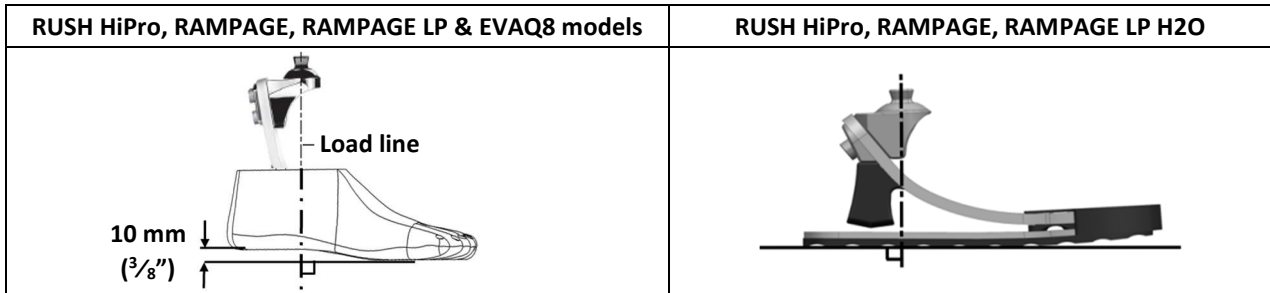 RUSH HiPro, RAMPAGE, RAMPAGE LP & EVAQ8 models
RUSH HiPro, RAMPAGE, RAMPAGE LP H2O
Load line
10 mm
(³⁄₈”)